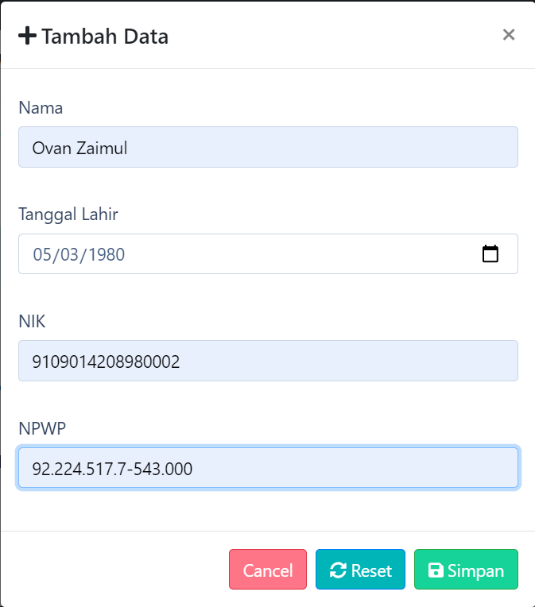 Tambah Data
Nama
Ovan Zaimul
Tanggal Lahir
05/03/1980
NIK
9109014208980002
NPWP
92.224.517.7-543.000
Cancel Reset Simpan